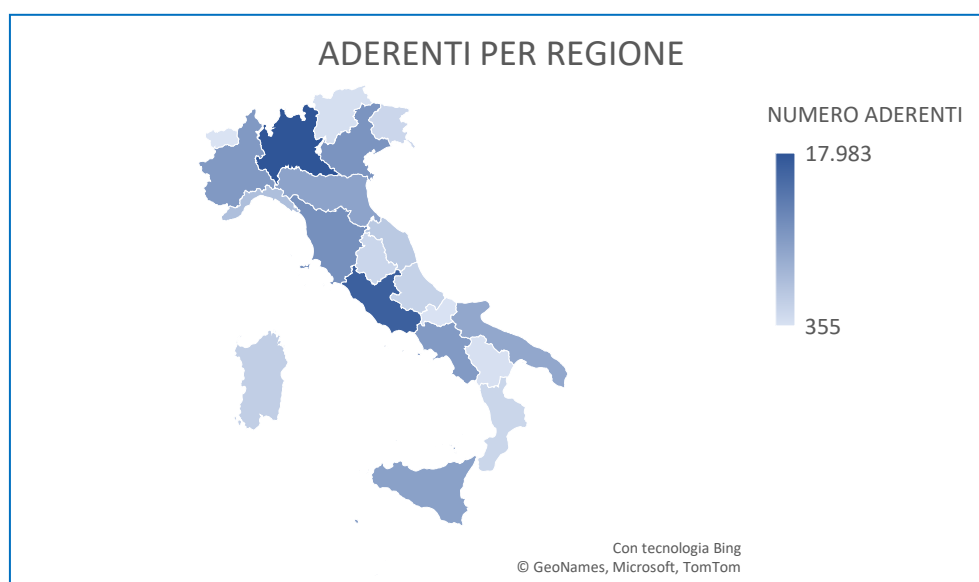 ADERENTI PER REGIONE
NUMERO ADERENTI
17.983
355
Con tecnologia Bing
© GeoNames, Microsoft, TomTom